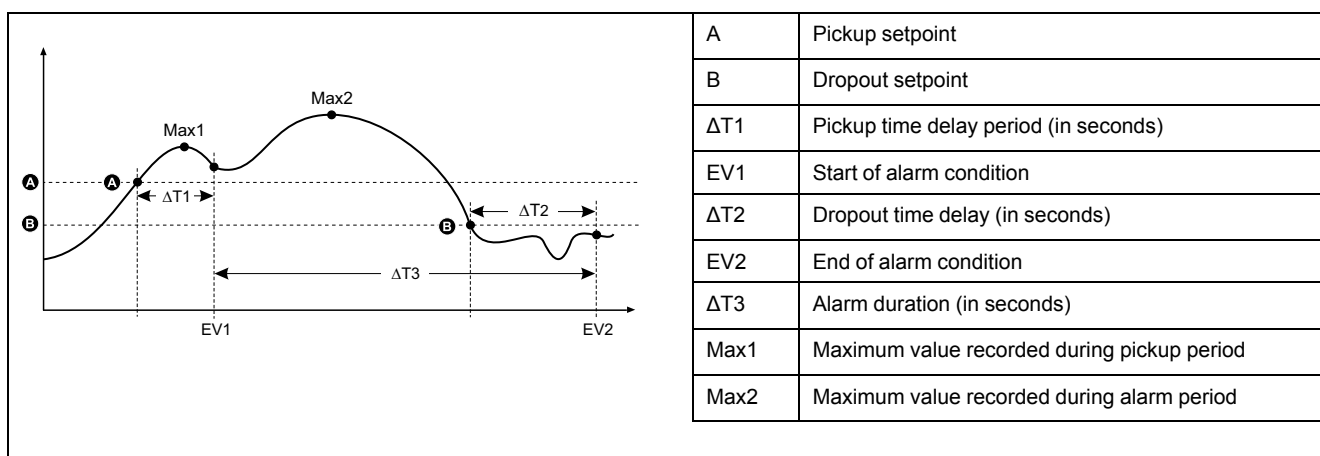 Max2
Max1
A
A
ΔT1
B
B
ΔT2
ΔT3
EV1
EV2
A Pickup setpoint
B Dropout setpoint
ΔT1 Pickup time delay period (in seconds)
EV1 Start of alarm condition
ΔT2 Dropout time delay (in seconds)
EV2 End of alarm condition
ΔT3 Alarm duration (in seconds)
Max1 Maximum value recorded during pickup period
Max2 Maximum value recorded during alarm period